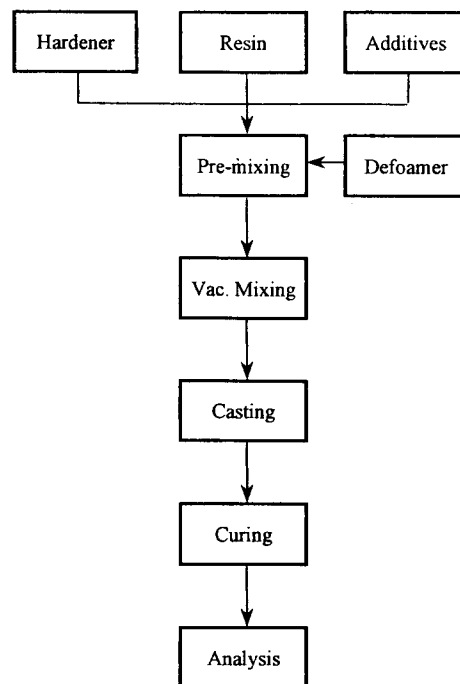 Hardener
Resin
Additives
Pre-mixing
Defoamer
Vac. Mixing
Casting
Curing
Analysis